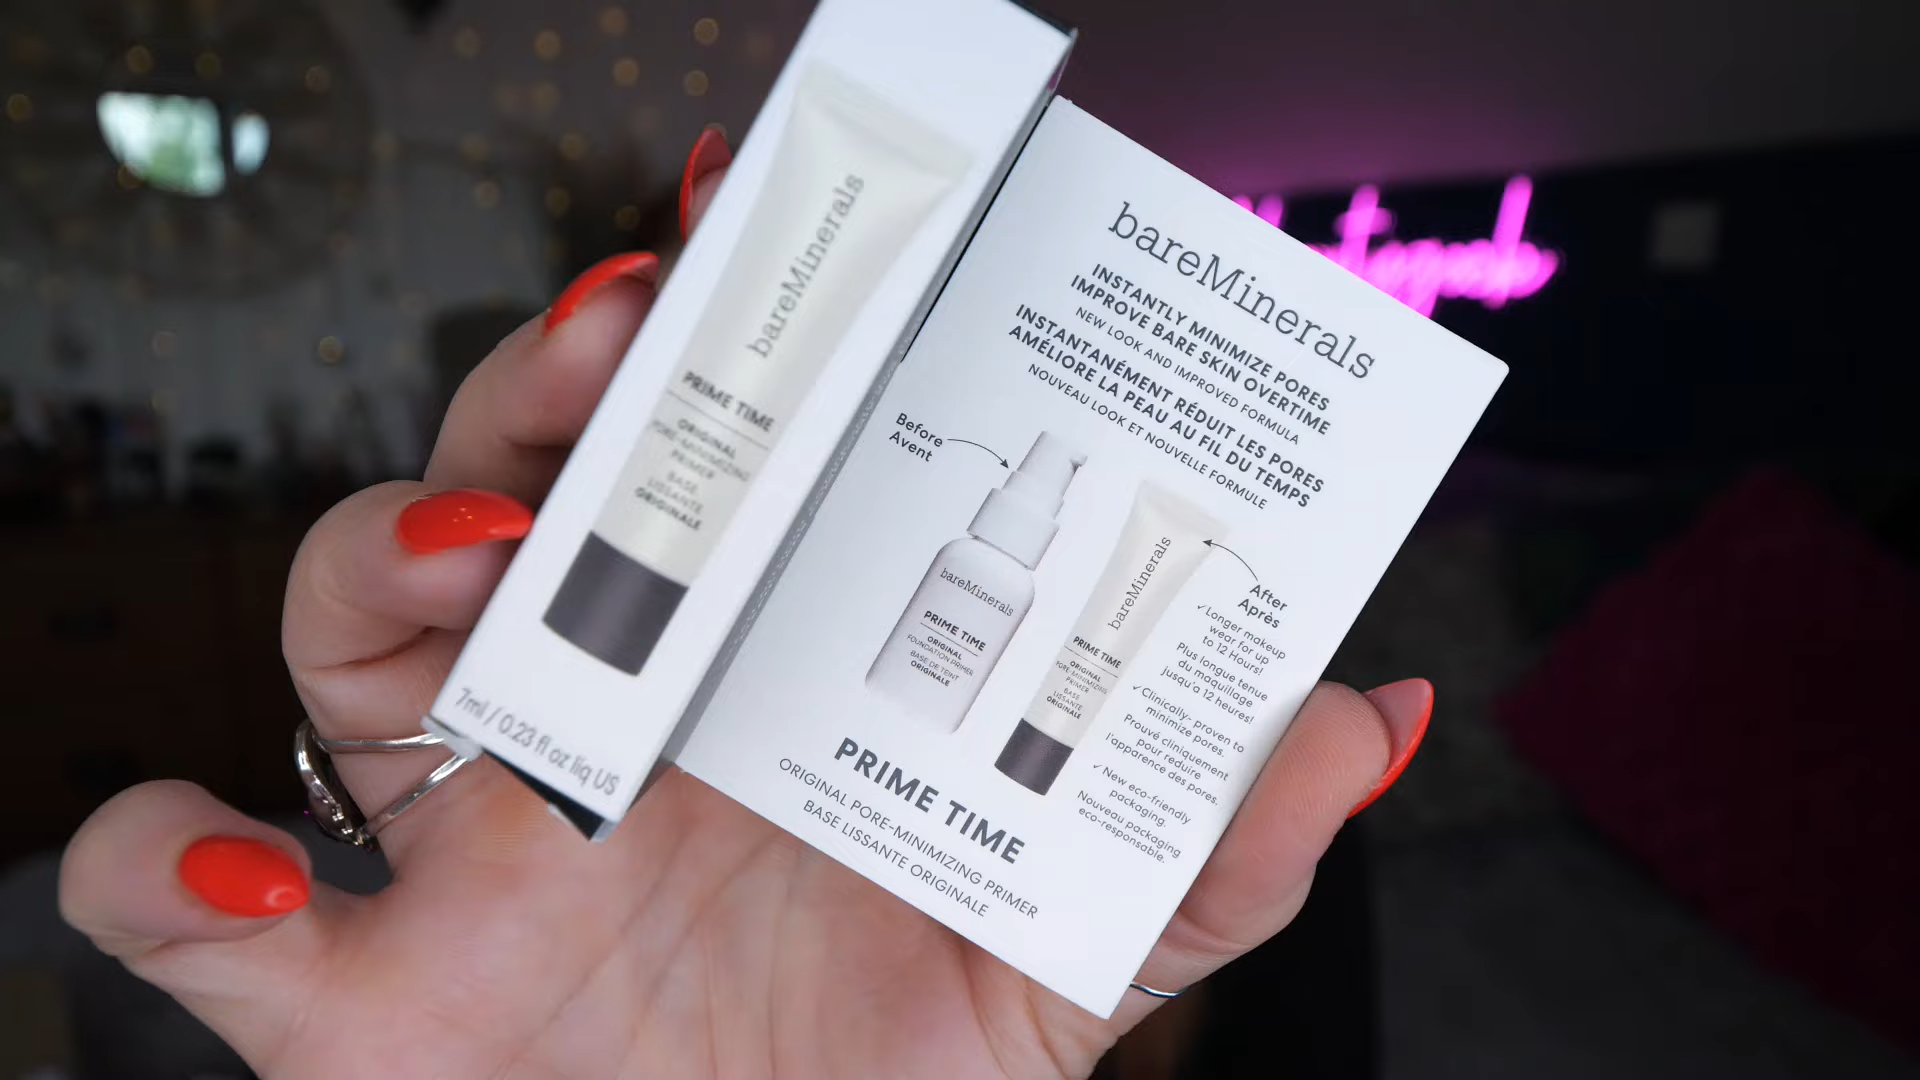 bareMinerals
PRIME TIME
ORIGINAL
PORE-MINIMIZING
PRIMER
BASE
LISSANTE
ORIGINALE
7ml / 0.23 fl oz liq US
bareMinerals
INSTANTLY MINIMIZE PORES
IMPROVE BARE SKIN OVERTIME
NEW LOOK AND IMPROVED FORMULA
INSTANTANÉMENT RÉDUIT LES PORES
AMÉLIORE LA PEAU AU FIL DU TEMPS
NOUVEAU LOOK ET NOUVELLE FORMULE
Before
Avent
bareMinerals
PRIME TIME
ORIGINAL
FOUNDATION PRIMER
BASE DE TEINT
ORIGINALE
bareMinerals
PRIME TIME
ORIGINAL
PORE-MINIMIZING
PRIMER
BASE
LISSANTE
ORIGINALE
After
Après
✓Longer makeup
wear for up
to 12 Hours!
Plus longue tenue
du maquillage
jusqu'a 12 heures!
✓Clinically- proven to
minimize pores.
Prouvé cliniquement
pour reduire
l'apparence des pores.
✓ New eco-friendly
packaging.
Nouveau packaging
eco-responsable.
PRIME TIME
ORIGINAL PORE-MINIMIZING PRIMER
BASE LISSANTE ORIGINALE